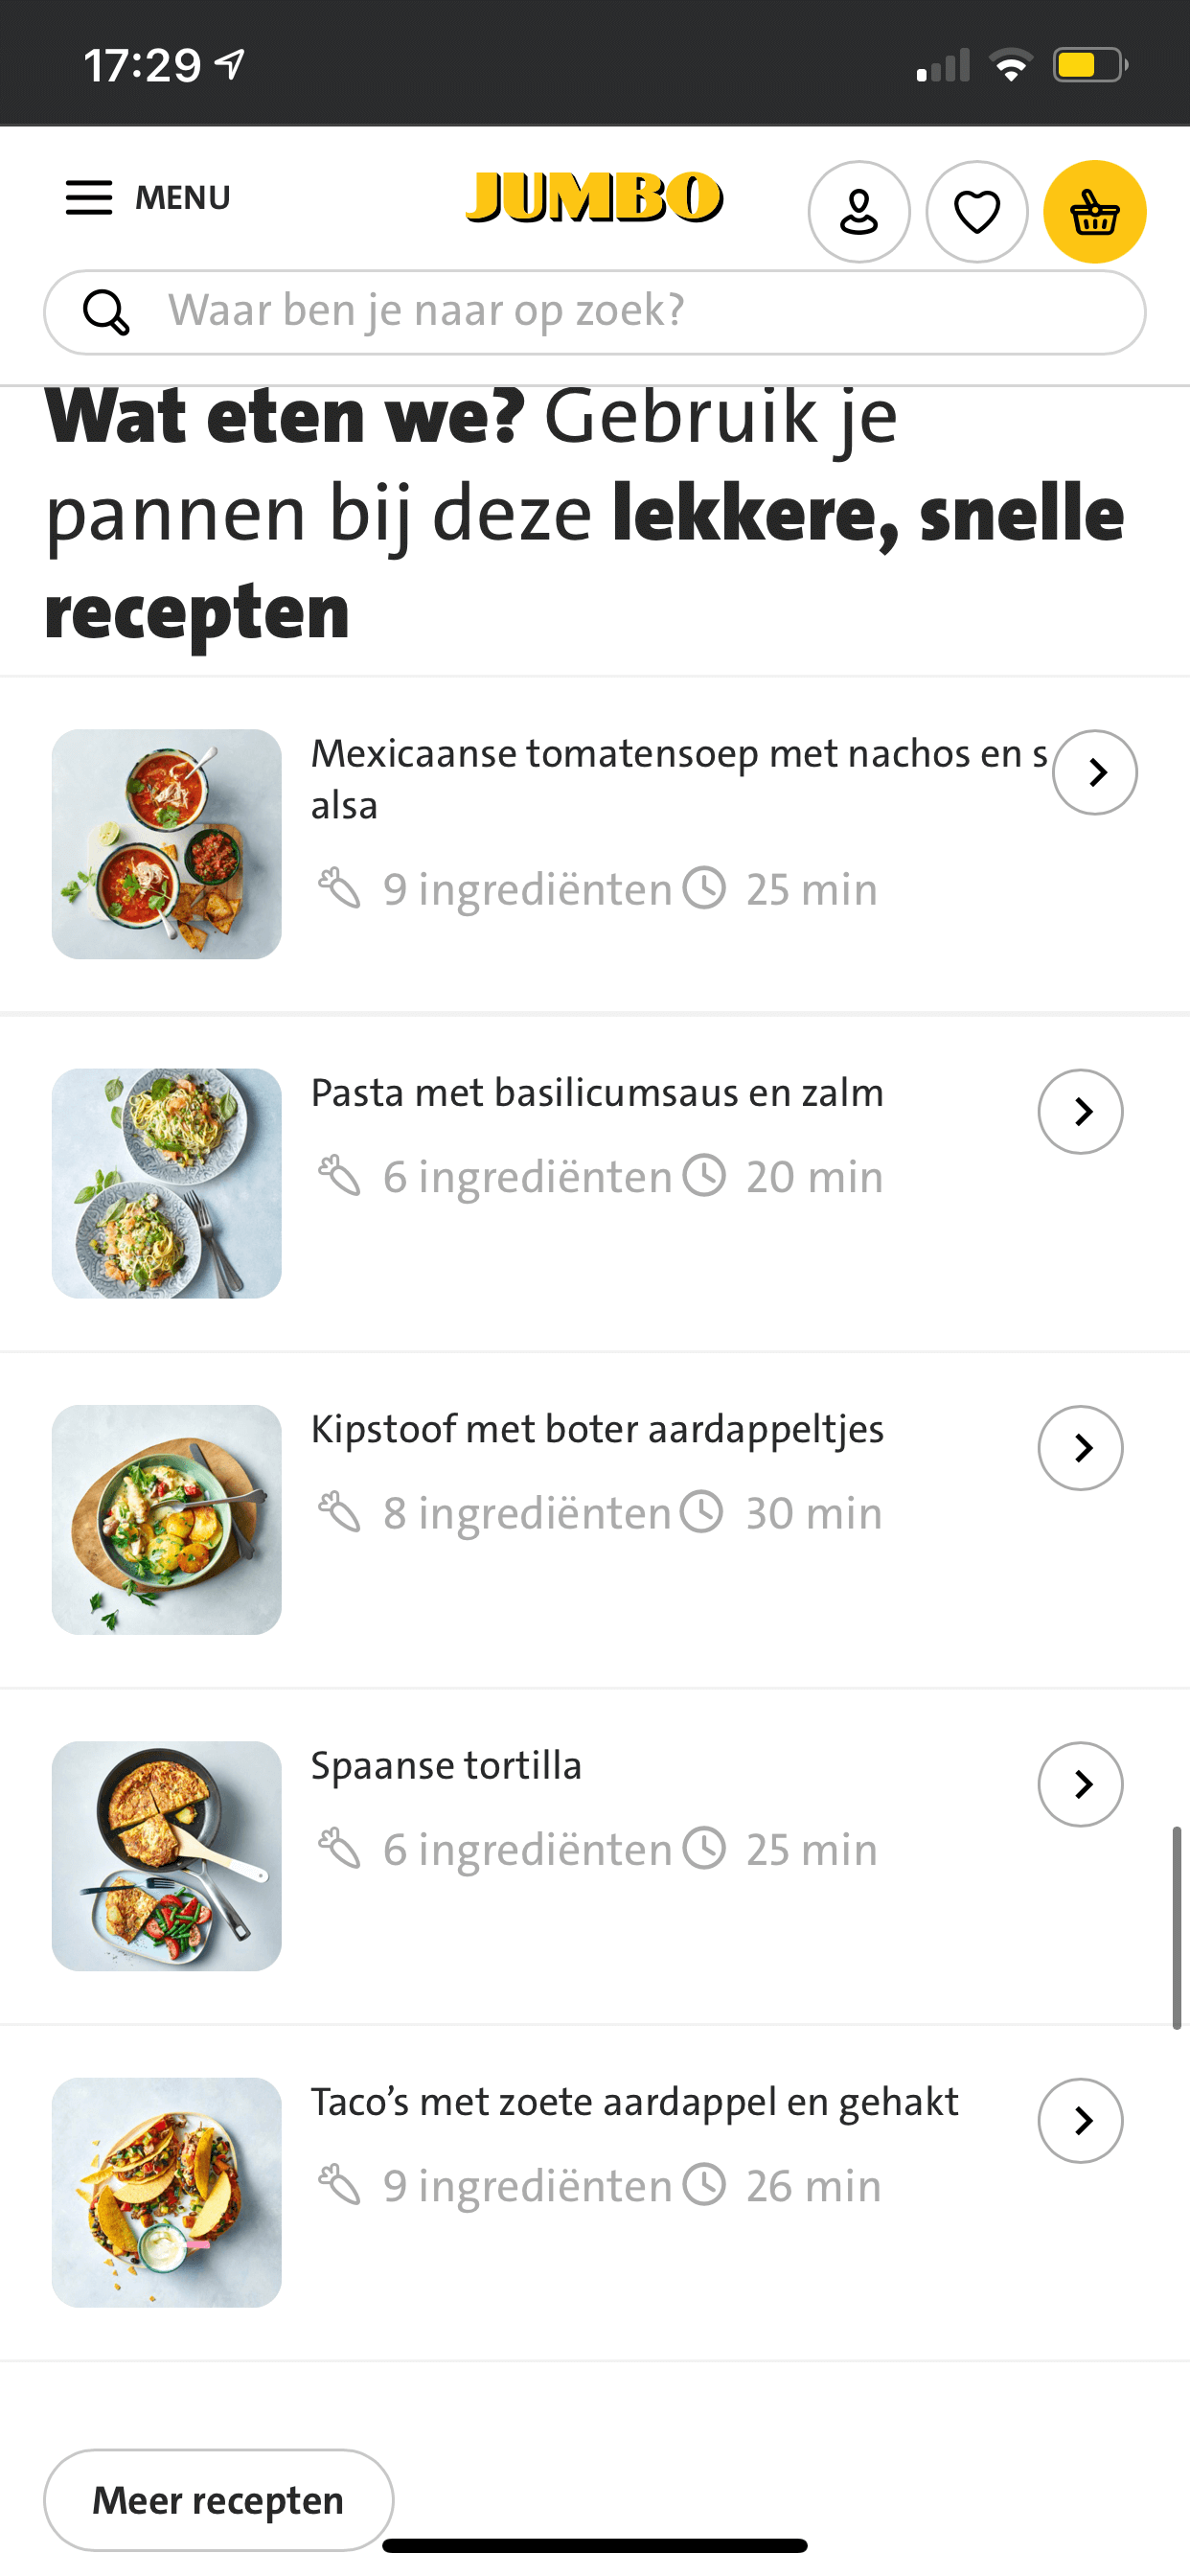 17:29
MENU
JUMBO
Waar ben je naar op zoek?
Wat eten we? Gebruik je
pannen bij deze lekkere, snelle
recepten
Mexicaanse tomatensoep met nachos en s
alsa
9 ingrediënten 25 min
Pasta met basilicumsaus en zalm
6 ingrediënten 20 min
Kipstoof met boter aardappeltjes
8 ingrediënten 30 min
Spaanse tortilla
6 ingrediënten 25 min
Taco’s met zoete aardappel en gehakt
9 ingrediënten 26 min
Meer recepten